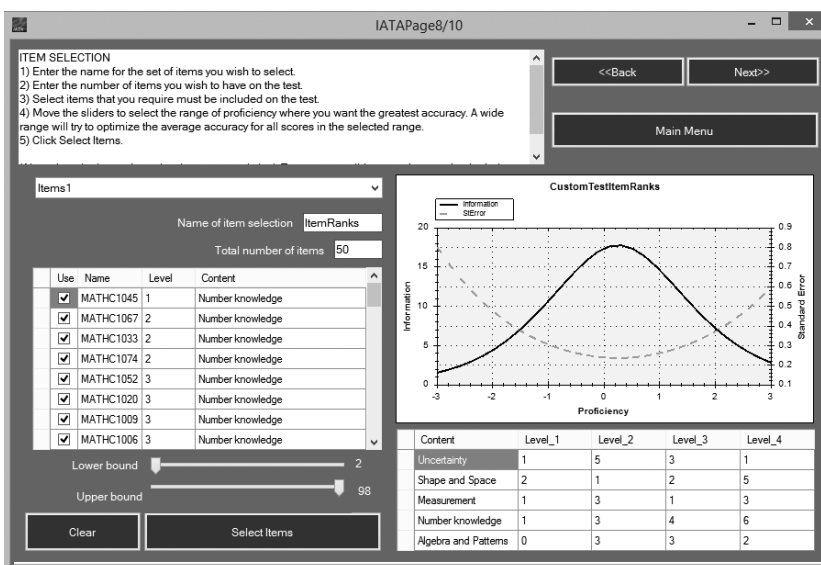 IATAPage8/10
ITEM SELECTION
1) Enter the name for the set of items you wish to select.
2) Enter the number of items you wish to have on the test.
3) Select items that you require must be included on the test.
4) Move the sliders to select the range of proficiency where you want the greatest accuracy. A wide
range will try to optimize the average accuracy for all scores in the selected range.
5) Click Select Items.
<<Back Next>>
Main Menu
Items1
Name of item selection ItemRanks
Total number of items 50
Use Name Level Content
MATHC1045 1 Number knowledge
MATHC1067 2 Number knowledge
MATHC1033 2 Number knowledge
MATHC1074 2 Number knowledge
MATHC1052 3 Number knowledge
MATHC1020 3 Number knowledge
MATHC1009 3 Number knowledge
MATHC1006 3 Number knowledge
Lower bound 2
Upper bound 98
Clear Select Items
CustomTestItemRanks
Information
StError
20 0.9
0.8
15 0.7
0.6
10 0.5
0.4
5 0.3
0.2
0 0.1
Information
Standard Error
-3 -2 -1 0 1 2 3
Proficiency
Content Level_1 Level_2 Level_3 Level_4
Uncertainty 1 5 3 1
Shape and Space 2 1 2 5
Measurement 1 3 1 3
Number knowledge 1 3 4 6
Algebra and Patterns 0 3 3 2